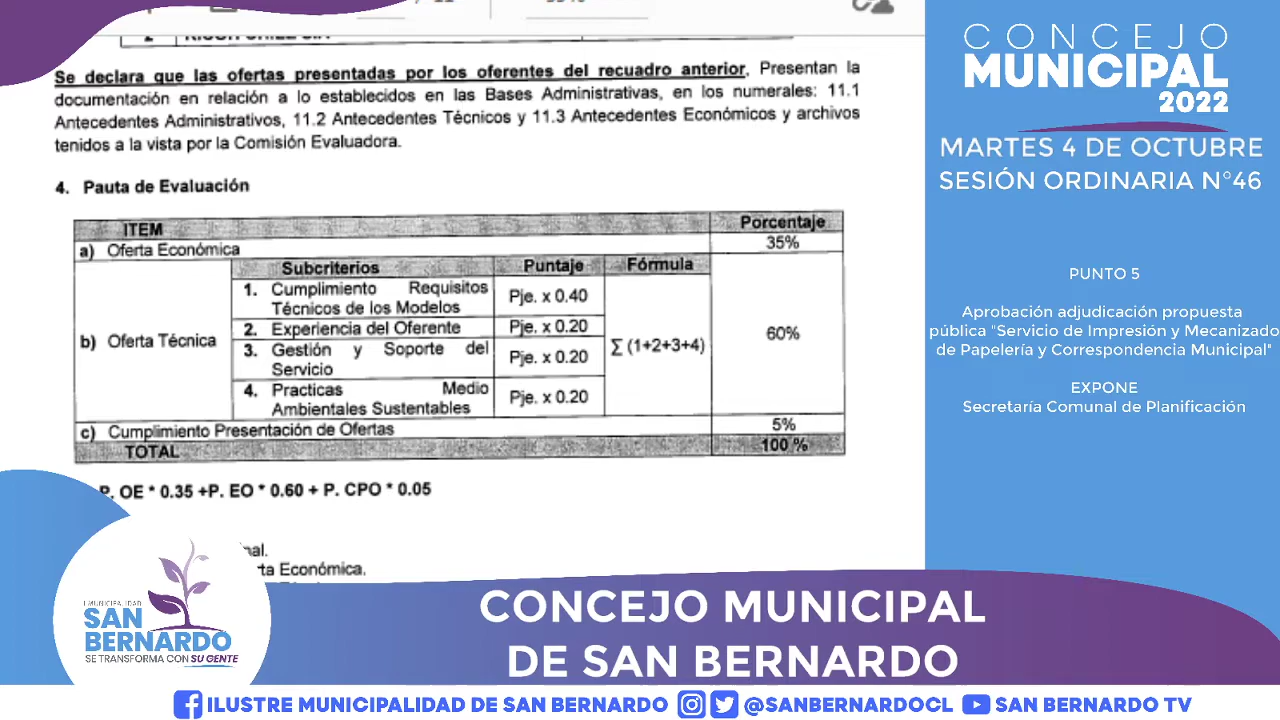 Se declara que las ofertas presentadas por los oferentes del recuadro anterior, Presentan la
documentación en relación a lo establecidos en las Bases Administrativas, en los numerales: 11.1
Antecedentes Administrativos, 11.2 Antecedentes Técnicos y 11.3 Antecedentes Económicos y archivos
tenidos a la vista por la Comisión Evaluadora.
4. Pauta de Evaluación
ITEM Porcentaje
a) Oferta Económica 35%
b) Oferta Técnica
Subcriterios Puntaje Fórmula
1. Cumplimiento Requisitos
Técnicos de los Modelos
Pje. x 0.40
2. Experiencia del Oferente Pje. x 0.20
3. Gestión y Soporte del
Servicio
Pje. x 0.20
4. Practicas Medio
Ambientales Sustentables
Pje. x 0.20
∑ (1+2+3+4)
60%
c) Cumplimiento Presentación de Ofertas 5%
TOTAL 100 %
P. OE * 0.35 +P. EO * 0.60 + P. CPO * 0.05
Económica.
CONCEJO
MUNICIPAL
2022
MARTES 4 DE OCTUBRE
SESIÓN ORDINARIA N°46
PUNTO 5
Aprobación adjudicación propuesta
pública "Servicio de Impresión y Mecanizado
de Papelería y Correspondencia Municipal"
EXPONE
Secretaría Comunal de Planificación
I.MUNICIPALIDAD
SAN
BERNARDO
SE TRANSFORMA CON SU GENTE
CONCEJO MUNICIPAL
DE SAN BERNARDO
ILUSTRE MUNICIPALIDAD DE SAN BERNARDO @SANBERNARDOCL SAN BERNARDO TV